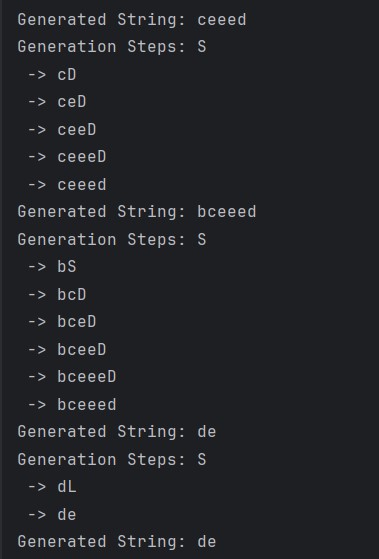 Generated String: ceeed
Generation Steps: S
-> cD
-> ceD
-> ceeD
-> ceeeD
-> ceeed
Generated String: bceeed
Generation Steps: S
-> bS
-> bcD
-> bceD
-> bceeD
-> bceeeD
-> bceeed
Generated String: de
Generation Steps: S
-> dL
-> de
Generated String: de